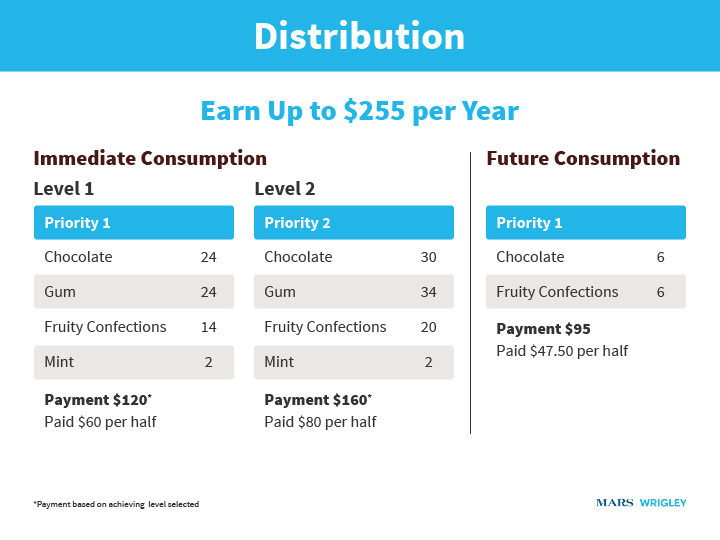 Distribution
Earn Up to $255 per Year
Immediate Consumption
Level 1
Priority 1
Chocolate 24
Gum 24
Fruity Confections 14
Mint 2
Payment $120*
Paid $60 per half
Level 2
Priority 2
Chocolate 30
Gum 34
Fruity Confections 20
Mint 2
Payment $160*
Paid $80 per half
Future Consumption
Priority 1
Chocolate 6
Fruity Confections 6
Payment $95
Paid $47.50 per half
*Payment based on achieving level selected
MARS WRIGLEY